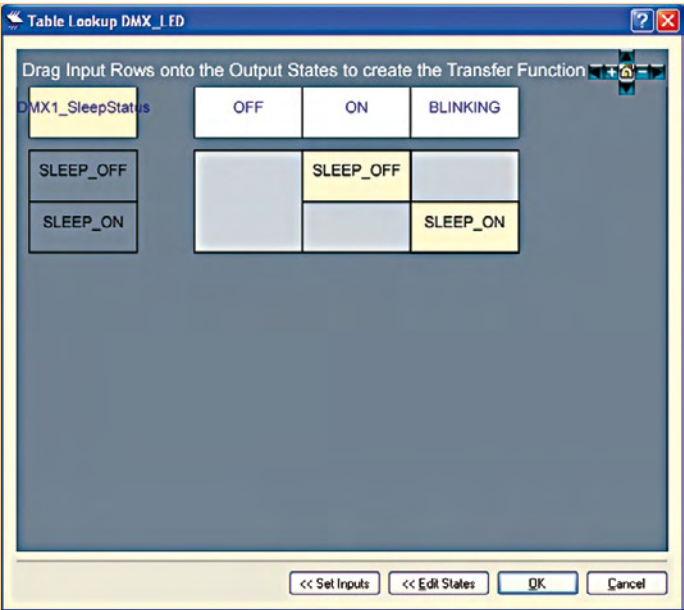 Table Lookup DMX_LED
Drag Input Rows onto the Output States to create the Transfer Function
DMX1_SleepStatus OFF ON BLINKING
SLEEP_OFF SLEEP_OFF
SLEEP_ON SLEEP_ON
<< Set Inputs << Edit States OK Cancel